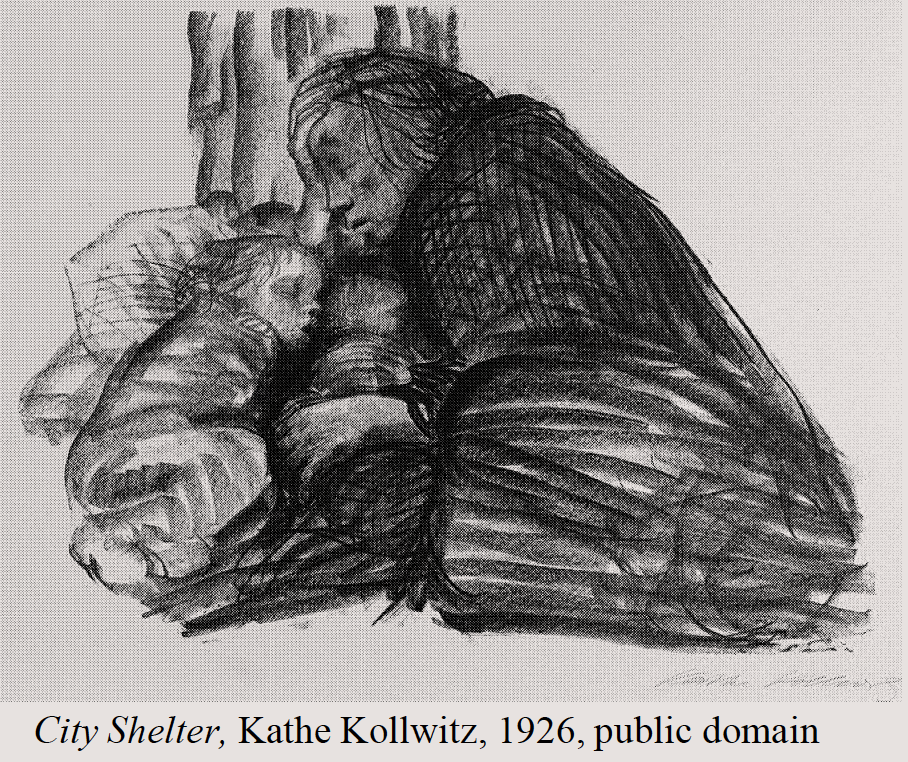 City Shelter, Kathe Kollwitz, 1926, public domain